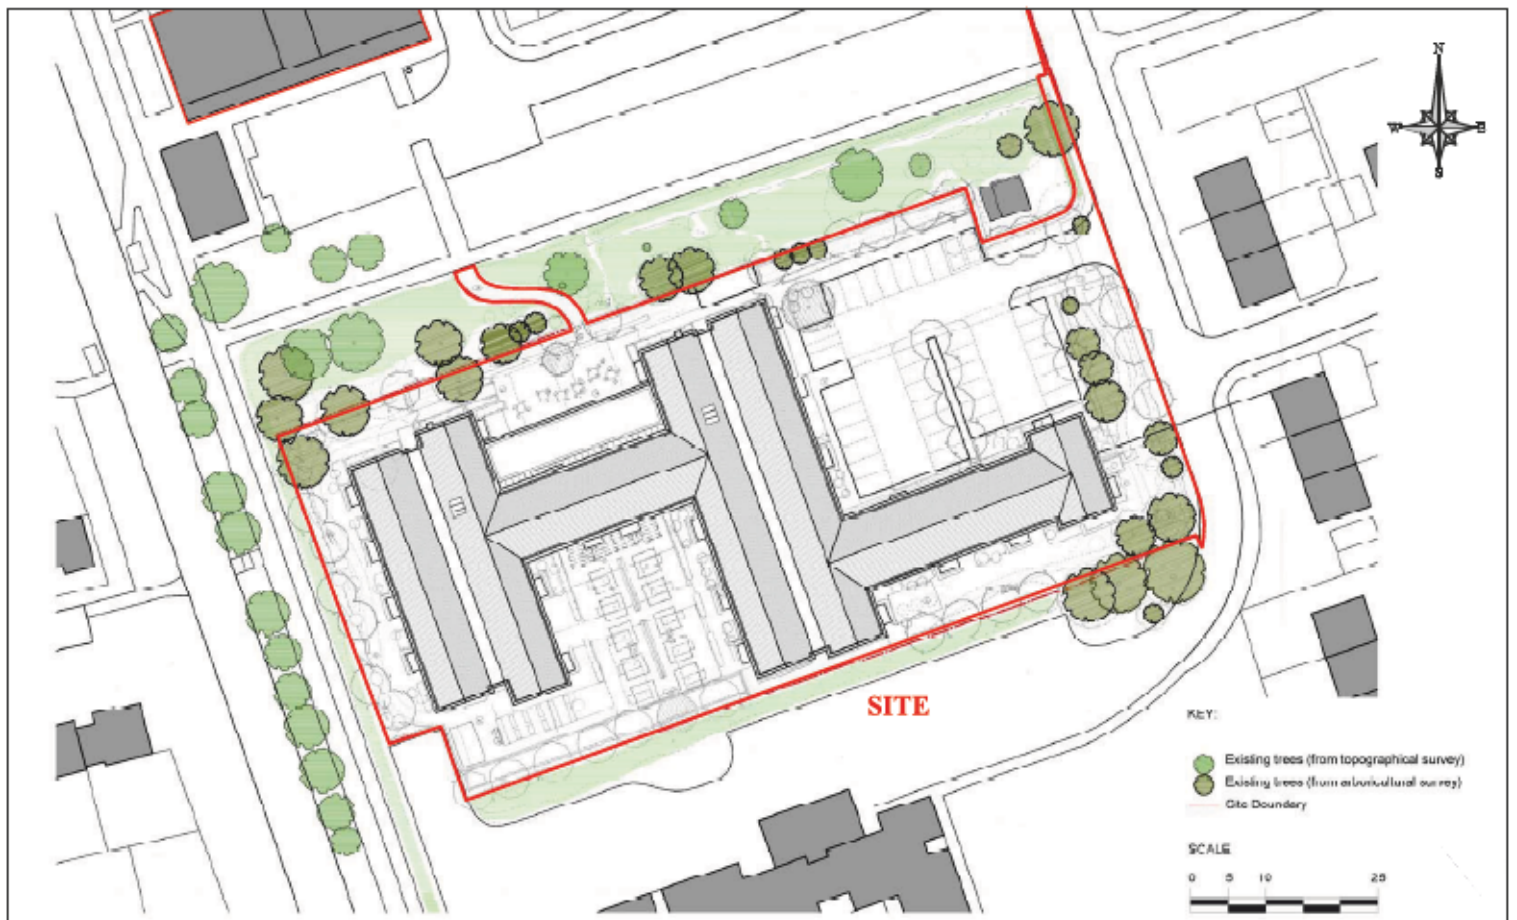 N
W E
S
SITE
KEY:
Existing trees (from topographical survey)
Existing trees (from arboricultural survey)
Site Boundary
SCALE
0 5 10 25